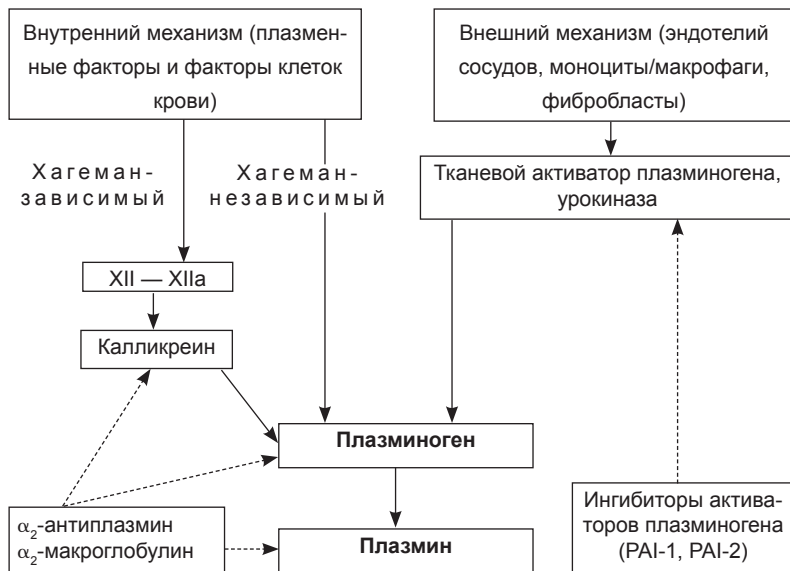 Внутренний механизм (плазмен-
ные факторы и факторы клеток
крови)
Внешний механизм (эндотелий
сосудов, моноциты/макрофаги,
фибробласты)
Хагеман-
зависимый
Хагеман-
независимый
Тканевой активатор плазминогена,
урокиназа
XII — XIIa
Калликреин
Плазминоген
α₂-антиплазмин
α₂-макроглобулин
Плазмин
Ингибиторы актива-
торов плазминогена
(PAI-1, PAI-2)